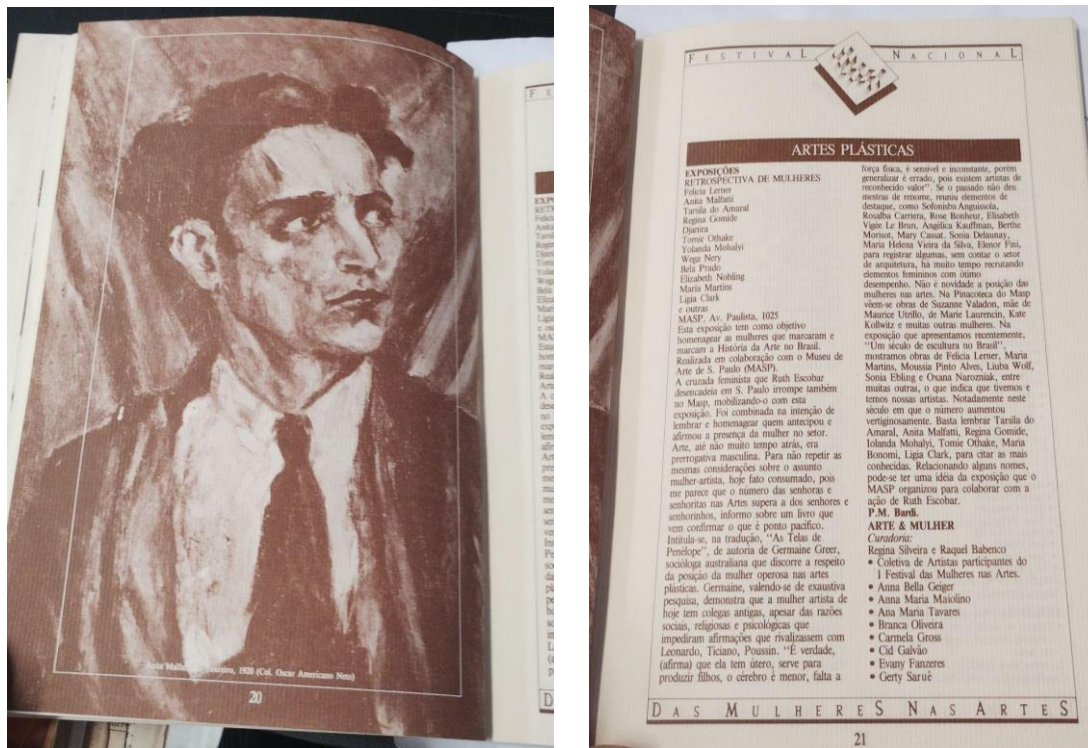 Anita Malfatti, 1920 (Col. Oscar Americano Neto)
20
FESTIVAL NACIONAL
ARTES PLÁSTICAS
EXPOSIÇÕES
RETROSPECTIVA DE MULHERES
Felicia Lerner
Anita Malfatti
Tarsila do Amaral
Regina Gomide
Djanira
Tomie Othake
Yolanda Mohalyi
Wega Nery
Bela Prado
Elizabeth Nobling
Maria Martins
Ligia Clark
e outras
MASP, Av. Paulista, 1025
Esta exposição tem como objetivo
homenagear as mulheres que marcaram e
marcam a História da Arte no Brasil.
Realizada em colaboração com o Museu de
Arte de S. Paulo (MASP).
A cruzada feminista que Ruth Escobar
desencadeia em S. Paulo irrompe também
no Masp, mobilizando-o com esta
exposição. Foi combinada na intenção de
lembrar e homenagear quem antecipou e
afirmou a presença da mulher no setor.
Arte, até não muito tempo atrás, era
prerrogativa masculina. Para não repetir as
mesmas considerações sobre o assunto
mulher-artista, hoje fato consumado, pois
me parece que o número das senhoras e
senhoritas nas Artes supera a dos senhores e
senhorinhos, informo sobre um livro que
vem confirmar o que é ponto pacífico.
Intitula-se, na tradução, "As Telas de
Penélope", de autoria de Germaine Greer,
socióloga australiana que discorre a respeito
da posição da mulher operosa nas artes
plásticas. Germaine, valendo-se de exaustiva
pesquisa, demonstra que a mulher artista de
hoje tem colegas antigas, apesar das razões
sociais, religiosas e psicológicas que
impediram afirmações que rivalizassem com
Leonardo, Ticiano, Poussin. "É verdade,
(afirma) que ela tem útero, serve para
produzir filhos, o cérebro é menor, falta a
força física, é sensível e inconstante, porém
generalizar é errado, pois existem artistas de
reconhecido valor". Se o passado não deu
mestras de renome, reuniu elementos de
destaque, como Sofonisba Anguissola,
Rosalba Carriera, Rose Bonheur, Elisabeth
Vigée Le Brun, Angélica Kauffman, Berthe
Morisot, Mary Cassat. Sonia Delaunay,
Maria Helena Vieira da Silva, Elenor Fini,
para registrar algumas, sem contar o setor
de arquitetura, há muito tempo recrutando
elementos femininos com ótimo
desempenho. Não é novidade a posição das
mulheres nas artes. Na Pinacoteca do Masp
vêem-se obras de Suzanne Valadon, mãe de
Maurice Utrillo, de Marie Laurencin, Kate
Kollwitz e muitas outras mulheres. Na
exposição que apresentamos recentemente,
"Um século de escultura no Brasil",
mostramos obras de Felicia Lerner, Maria
Martins, Moussia Pinto Alves, Liuba Wolf,
Sonia Ebling e Oxana Narozniak, entre
muitas outras, o que indica que tivemos e
temos nossas artistas. Notadamente neste
século em que o número aumentou
vertiginosamente. Basta lembrar Tarsila do
Amaral, Anita Malfatti, Regina Gomide,
Iolanda Mohalyi, Tomie Othake, Maria
Bonomi, Ligia Clark, para citar as mais
conhecidas. Relacionando alguns nomes,
pode-se ter uma idéia da exposição que o
MASP organizou para colaborar com a
ação de Ruth Escobar.
P.M. Bardi.
ARTE & MULHER
Curadoria:
Regina Silveira e Raquel Babenco
• Coletiva de Artistas participantes do
I Festival das Mulheres nas Artes.
• Anna Bella Geiger
• Anna Maria Maiolino
• Ana Maria Tavares
• Branca Oliveira
• Carmela Gross
• Cid Galvão
• Evany Fanzeres
• Gerty Saruê
DAS MULHERES NAS ARTES
21